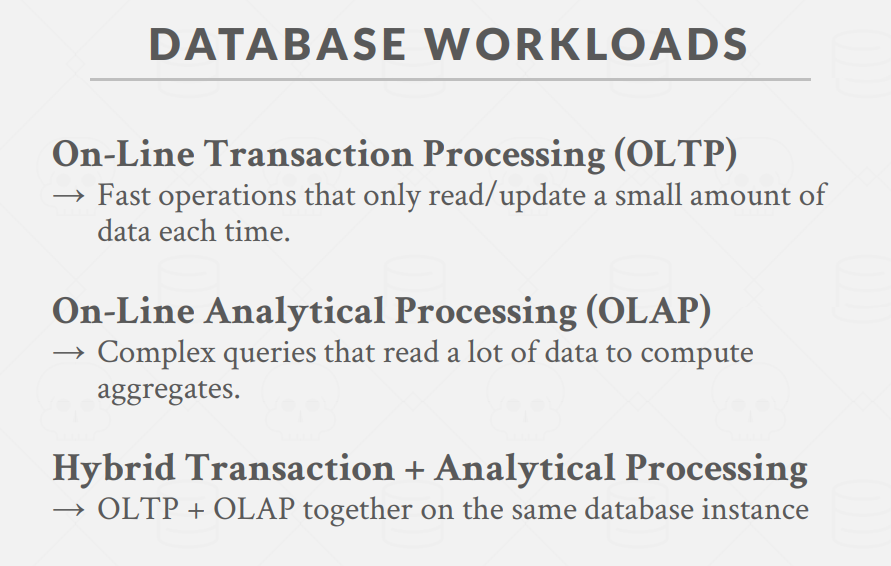 DATABASE WORKLOADS
On-Line Transaction Processing (OLTP)
→ Fast operations that only read/update a small amount of
data each time.
On-Line Analytical Processing (OLAP)
→ Complex queries that read a lot of data to compute
aggregates.
Hybrid Transaction + Analytical Processing
→ OLTP + OLAP together on the same database instance